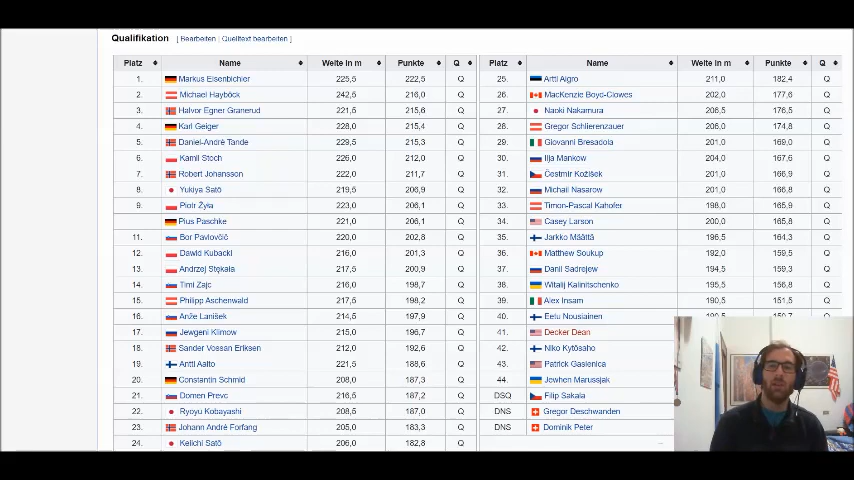 Qualifikation [ Bearbeiten | Quelltext bearbeiten ]
Platz Name Weite in m Punkte Q Platz Name Weite in m Punkte Q
1. Markus Eisenbichler 225,5 222,5 Q 25. Artti Aigro 211,0 182,4 Q
2. Michael Hayböck 242,5 216,0 Q 26. MacKenzie Boyd-Clowes 202,0 177,6 Q
3. Halvor Egner Granerud 221,5 215,6 Q 27. Naoki Nakamura 206,5 176,5 Q
4. Karl Geiger 228,0 215,4 Q 28. Gregor Schlierenzauer 206,0 174,8 Q
5. Daniel-André Tande 229,5 215,3 Q 29. Giovanni Bresadola 201,0 169,0 Q
6. Kamil Stoch 226,0 212,0 Q 30. Ilja Mankow 204,0 167,6 Q
7. Robert Johansson 222,0 211,7 Q 31. Čestmír Kožíšek 201,0 166,9 Q
8. Yukiya Satō 219,5 206,9 Q 32. Michail Nasarow 201,0 166,8 Q
9. Piotr Żyła 223,0 206,1 Q 33. Timon-Pascal Kahofer 198,0 165,9 Q
Pius Paschke 221,0 206,1 Q 34. Casey Larson 200,0 165,8 Q
11. Bor Pavlovčič 220,0 202,8 Q 35. Jarkko Määttä 196,5 164,3 Q
12. Dawid Kubacki 216,0 201,3 Q 36. Matthew Soukup 192,0 159,5 Q
13. Andrzej Stękała 217,5 200,9 Q 37. Danil Sadrejew 194,5 159,3 Q
14. Timi Zajc 216,0 198,7 Q 38. Witalij Kalinitschenko 195,5 156,8 Q
15. Philipp Aschenwald 217,5 198,2 Q 39. Alex Insam 190,5 151,5 Q
16. Anže Lanišek 214,5 197,9 Q 40. Eetu Nousiainen 190,5 150,7 Q
17. Jewgeni Klimow 215,0 196,7 Q 41. Decker Dean
18. Sander Vossan Eriksen 212,0 192,6 Q 42. Niko Kytösaho
19. Antti Aalto 221,5 188,6 Q 43. Patrick Gasienica
20. Constantin Schmid 208,0 187,3 Q 44. Jewhen Marussjak
21. Domen Prevc 216,5 187,2 Q DSQ Filip Sakala
22. Ryoyu Kobayashi 208,5 187,0 Q DNS Gregor Deschwanden
23. Johann André Forfang 205,0 183,3 Q DNS Dominik Peter
24. Keiichi Satō 206,0 182,8 Q